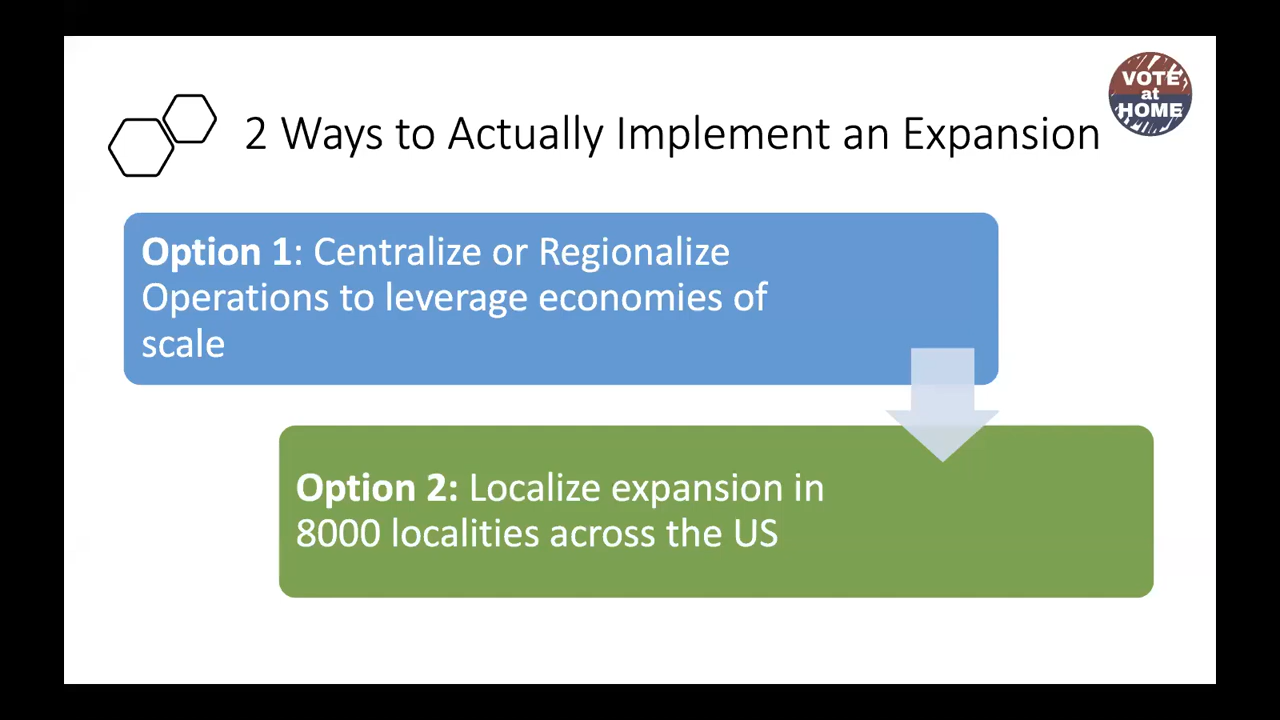 VOTE
at
HOME
2 Ways to Actually Implement an Expansion
Option 1: Centralize or Regionalize
Operations to leverage economies of
scale
Option 2: Localize expansion in
8000 localities across the US